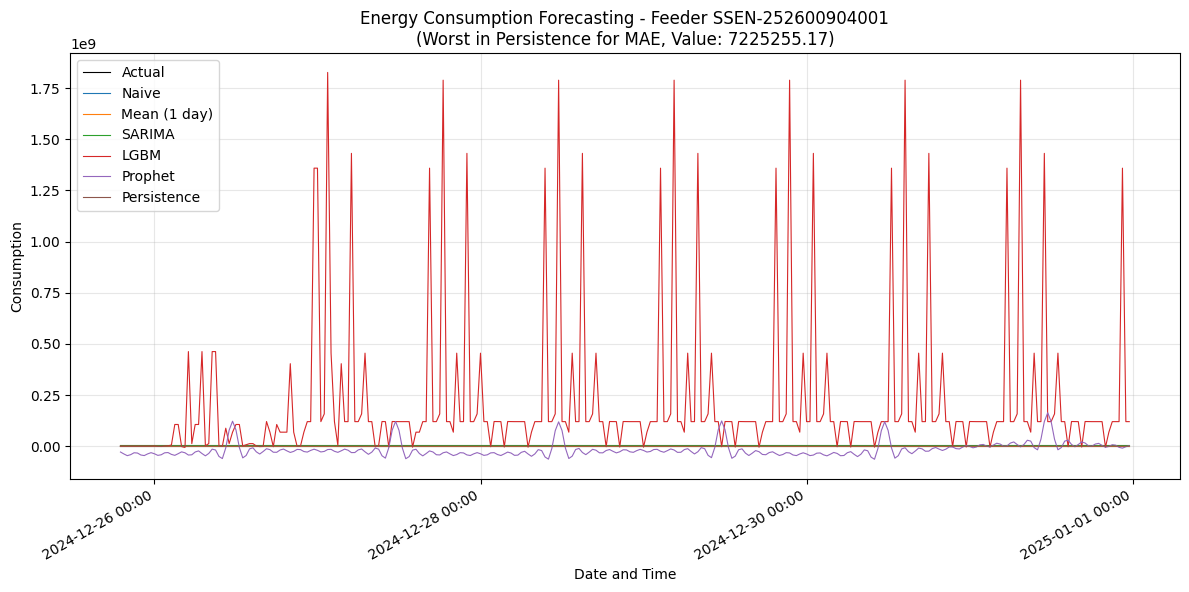 Energy Consumption Forecasting - Feeder SSEN-252600904001
(Worst in Persistence for MAE, Value: 7225255.17)
1e9
Actual
Naive
Mean (1 day)
SARIMA
LGBM
Prophet
Persistence
1.75
1.50
1.25
1.00
0.75
0.50
0.25
0.00
Consumption
2024-12-26 00:00
2024-12-28 00:00
2024-12-30 00:00
2025-01-01 00:00
Date and Time